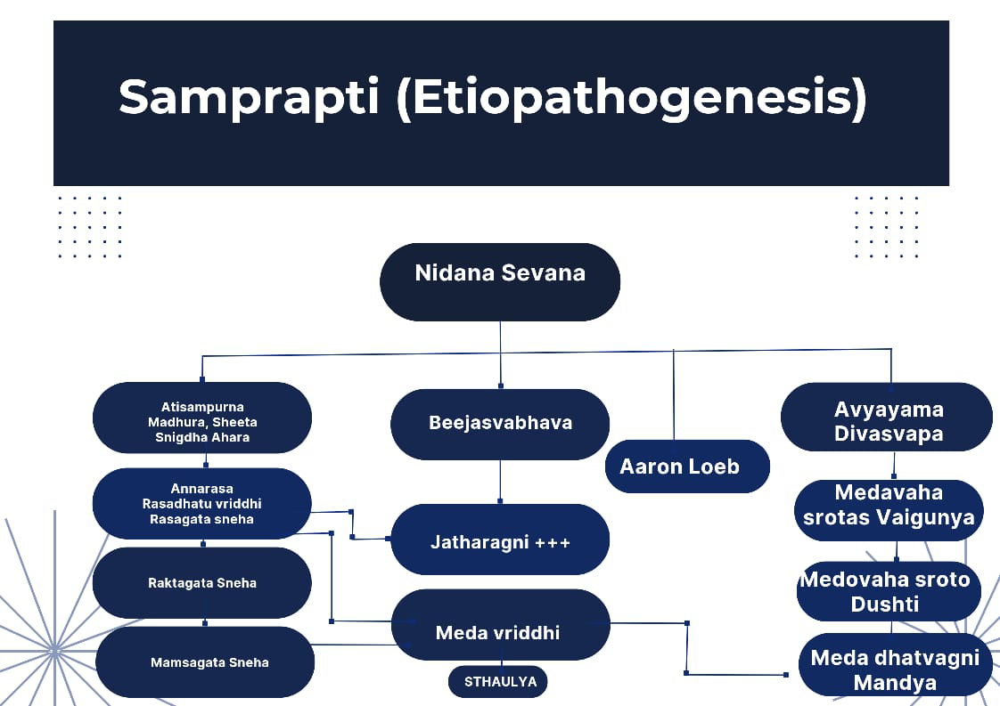 Samprapti (Etiopathogenesis)
Nidana Sevana
Atisampurna
Madhura, Sheeta
Snigdha Ahara
Beejasvabhava
Aaron Loeb
Avyayama
Divasvapa
Annarasa
Rasadhatu vriddhi
Rasagata sneha
Jatharagni +++
Medavaha
srotas Vaigunya
Raktagata Sneha
Meda vriddhi
Medovaha sroto
Dushti
Mamsagata Sneha
STHAULYA
Meda dhatvagni
Mandya